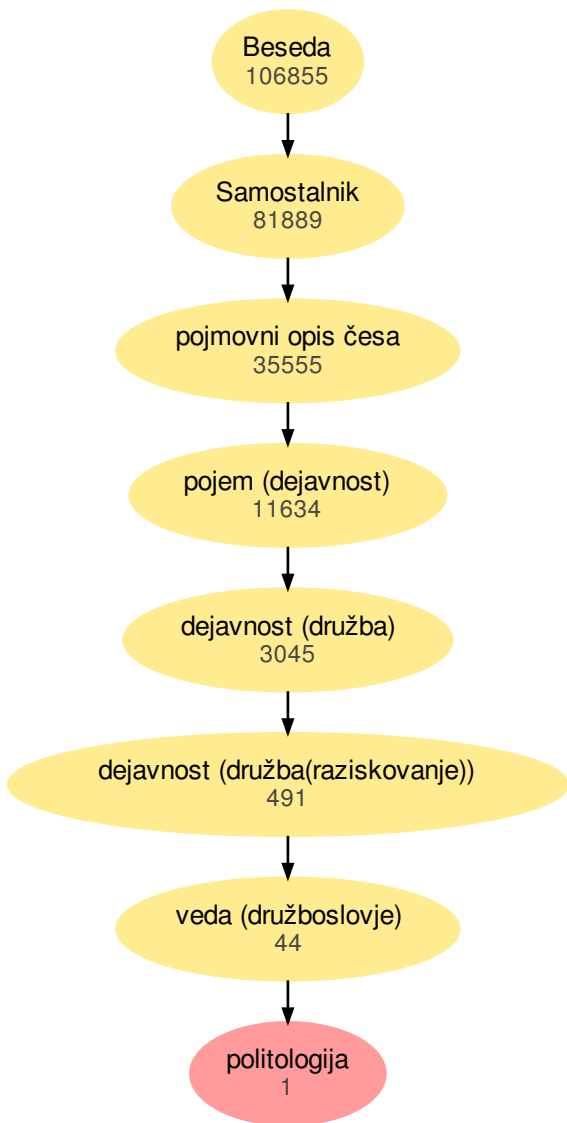 Beseda
106855
Samostalnik
81889
pojmovni opis česa
35555
pojem (dejavnost)
11634
dejavnost (družba)
3045
dejavnost (družba(raziskovanje))
491
veda (družboslovje)
44
politologija
1